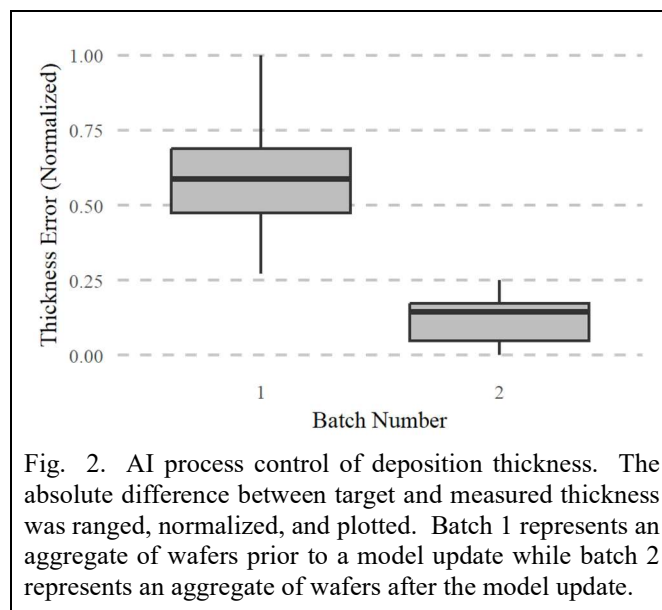 1.00
0.75
0.50
0.25
0.00
Thickness Error (Normalized)
1
2
Batch Number
Fig. 2. AI process control of deposition thickness. The
absolute difference between target and measured thickness
was ranged, normalized, and plotted. Batch 1 represents an
aggregate of wafers prior to a model update while batch 2
represents an aggregate of wafers after the model update.